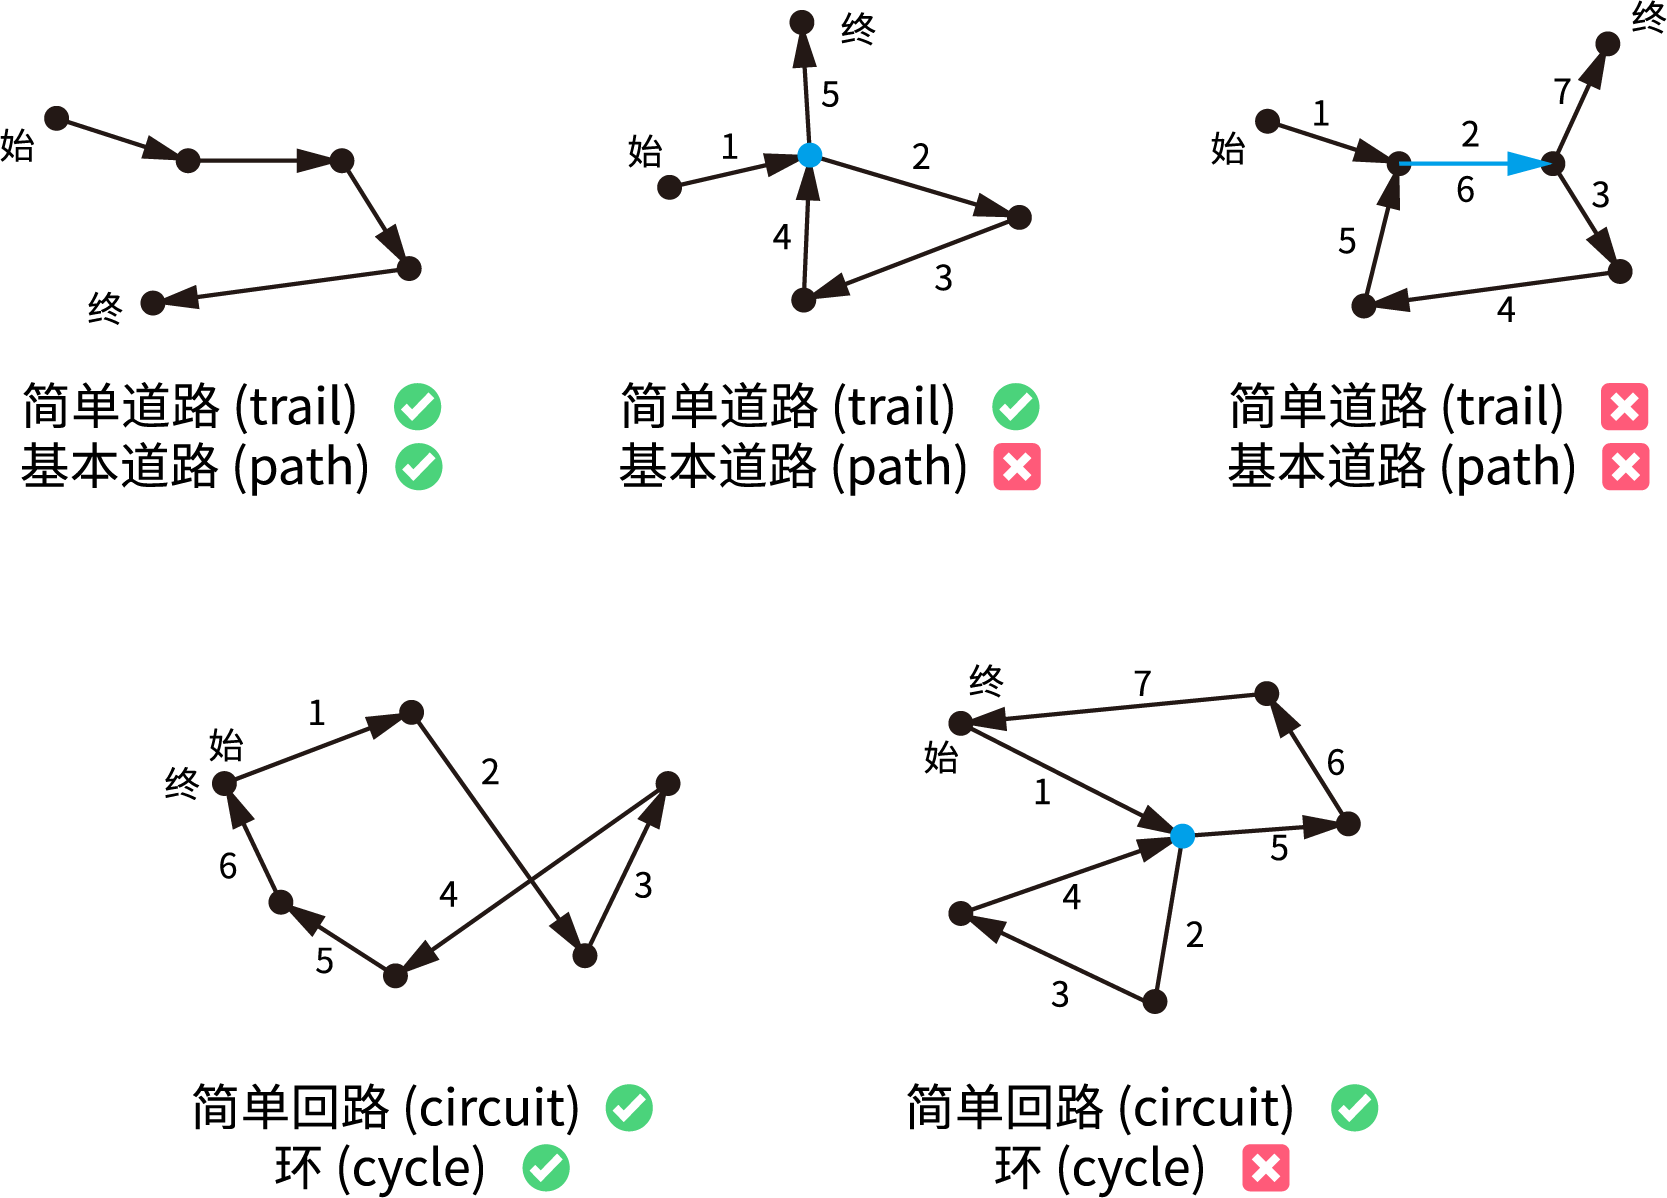 始
终
简单道路 (trail) ✅
基本道路 (path) ✅
终
5
始
1
2
4
3
简单道路 (trail) ✅
基本道路 (path) ❎
终
7
1
始
2
6
3
5
4
简单道路 (trail) ❎
基本道路 (path) ❎
1
始
终
2
6
4
3
5
简单回路 (circuit) ✅
环 (cycle) ✅
终
7
始
1
6
5
4
2
3
简单回路 (circuit) ✅
环 (cycle) ❎